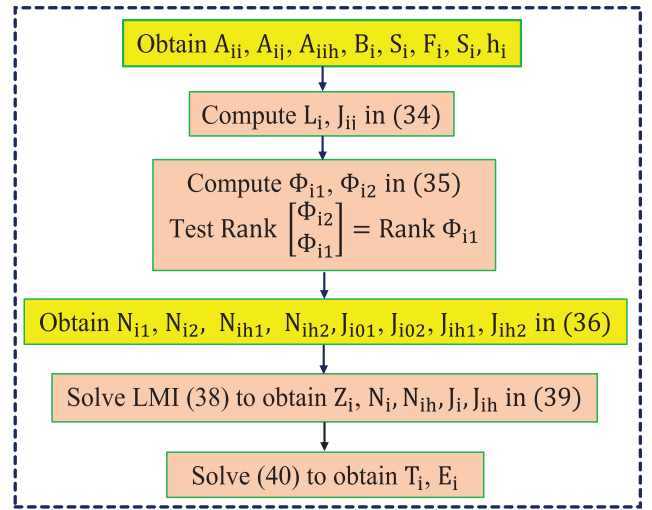 Obtain A_ii, A_ij, A_iih, B_i, S_i, F_i, S_i, h_i
Compute L_i, J_ij in (34)
Compute Φ_i1, Φ_i2 in (35)
Test Rank [Φ_i2 Φ_i1] = Rank Φ_i1
Obtain N_i1, N_i2, N_ih1, N_ih2, J_i01, J_i02, J_ih1, J_ih2 in (36)
Solve LMI (38) to obtain Z_i, N_i, N_ih, J_i, J_ih in (39)
Solve (40) to obtain T_i, E_i